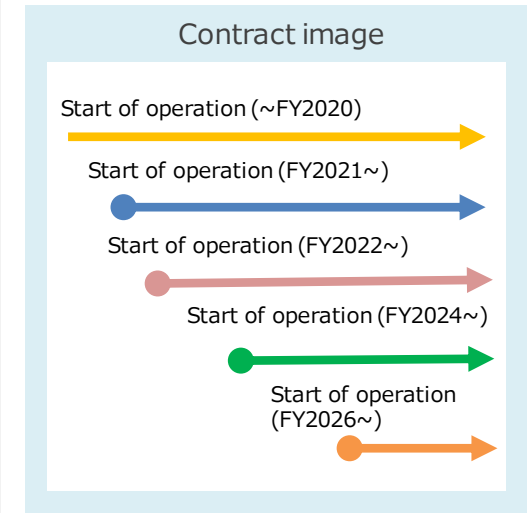 Contract image
Start of operation (~FY2020)
Start of operation (FY2021~)
Start of operation (FY2022~)
Start of operation (FY2024~)
Start of operation
(FY2026~)